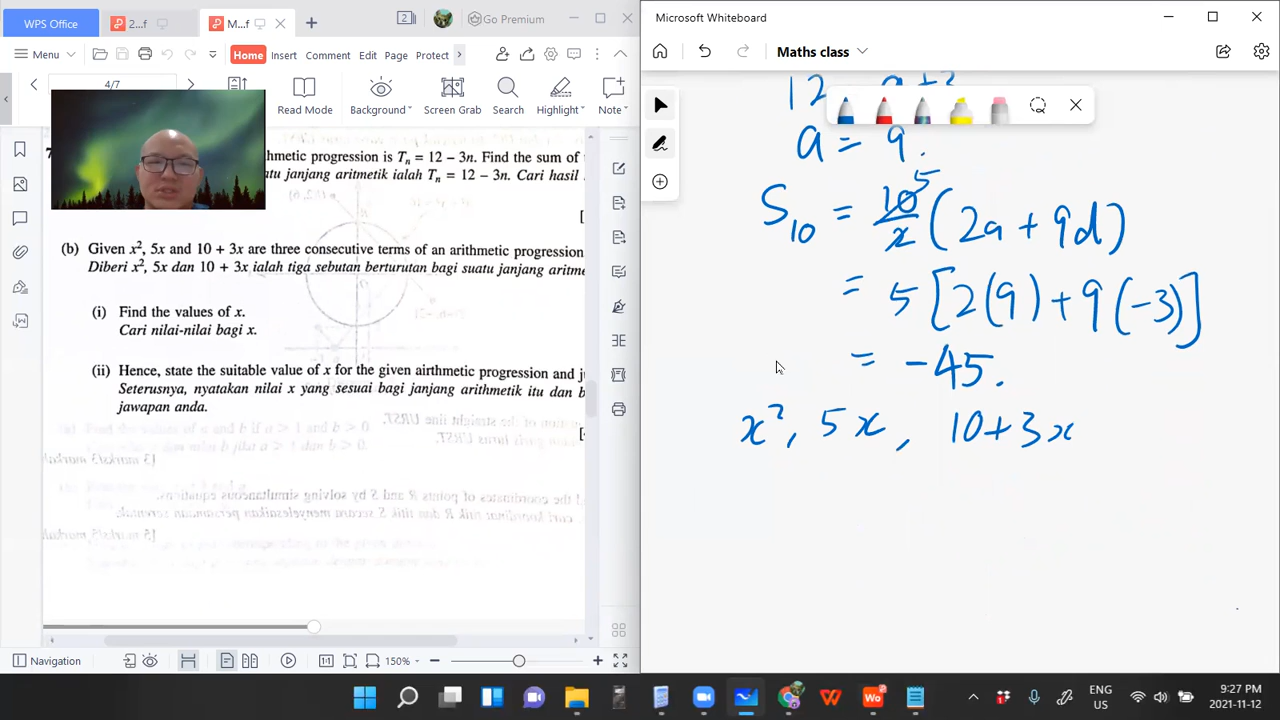 WPS Office
2...f
M...f
2
Go Premium
Menu
Home Insert Comment Edit Page Protect
4/7
Read Mode Background Screen Grab Search Highlight Note
hmetic progression is Tn = 12 – 3n. Find the sum of
atu janjang aritmetik ialah Tn = 12 – 3n. Cari hasil
[
(b) Given x², 5x and 10 + 3x are three consecutive terms of an arithmetic progression
Diberi x², 5x dan 10 + 3x ialah tiga sebutan berturutan bagi suatu janjang aritme
(i) Find the values of x.
Cari nilai-nilai bagi x.
(ii) Hence, state the suitable value of x for the given airthmetic progression and ju
Seterusnya, nyatakan nilai x yang sesuai bagi janjang arithmetik itu dan b
jawapan anda.
Navigation
150%
Microsoft Whiteboard
Maths class
a = 9.
S10 = 10/2 5 (2a + 9d)
= 5 [2(9) + 9(-3)]
= -45.
x², 5x, 10+3x
ENG
US
9:27 PM
2021-11-12